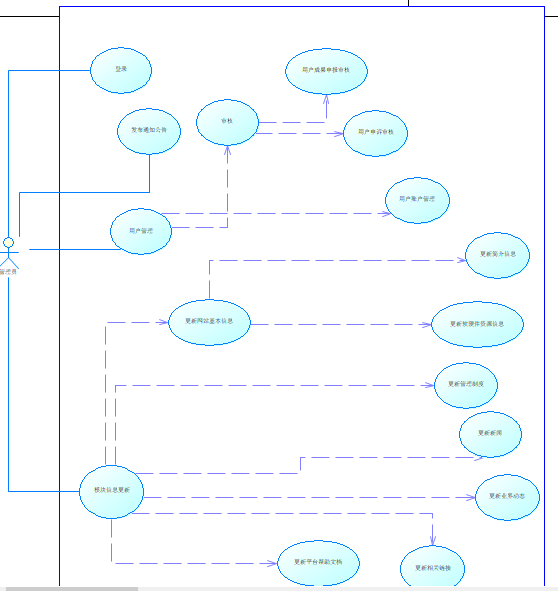 登录
用户成果申报审核
审核
发布通知公告
用户申诉审核
用户账户管理
用户管理
更新简介信息
管理员
更新网站基本信息
更新软硬件资源信息
更新管理制度
更新新闻
模块信息更新
更新业界动态
更新平台帮助文档
更新相关链接